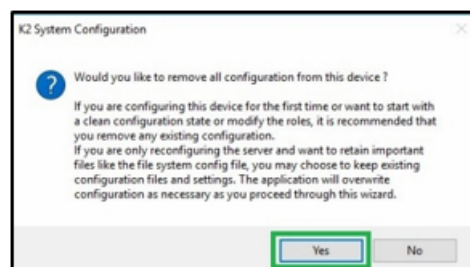 K2 System Configuration
Would you like to remove all configuration from this device ?
If you are configuring this device for the first time or want to start with
a clean configuration state or modify the roles, it is recommended that
you remove any existing configuration.
If you are only reconfiguring the server and want to retain important
files like the file system config file, you may choose to keep existing
configuration files and settings. The application will overwrite
configuration as necessary as you proceed through this wizard.
Yes
No